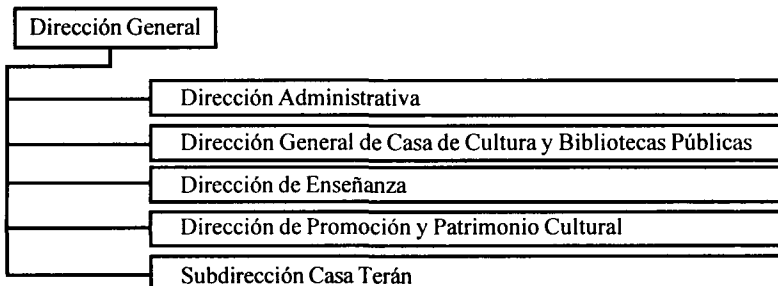 Dirección General
Dirección Administrativa
Dirección General de Casa de Cultura y Bibliotecas Públicas
Dirección de Enseñanza
Dirección de Promoción y Patrimonio Cultural
Subdirección Casa Terán